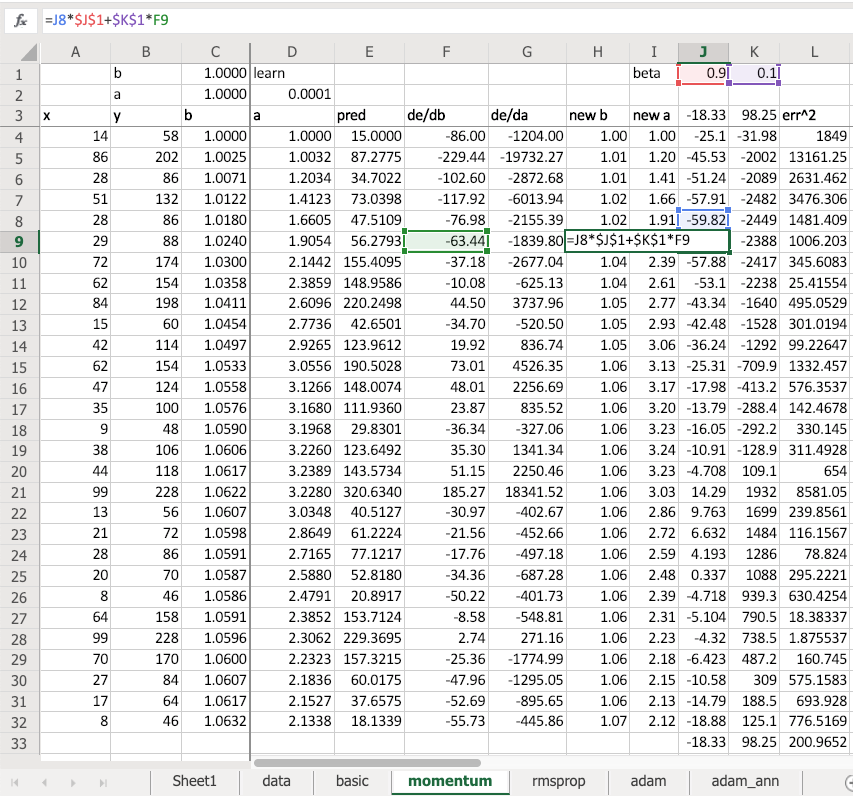 fx =J8*$J$1+$K$1*F9
A B C D E F G H I J K L
1 b 1.0000 learn beta 0.9 0.1
2 a 1.0000 0.0001
3 x y b a pred de/db de/da new b new a -18.33 98.25 err^2
4 14 58 1.0000 1.0000 15.0000 -86.00 -1204.00 1.00 1.00 -25.1 -31.98 1849
5 86 202 1.0025 1.0032 87.2775 -229.44 -19732.27 1.01 1.20 -45.53 -2002 13161.25
6 28 86 1.0071 1.2034 34.7022 -102.60 -2872.68 1.01 1.41 -51.24 -2089 2631.462
7 51 132 1.0122 1.4123 73.0398 -117.92 -6013.94 1.02 1.66 -57.91 -2482 3476.306
8 28 86 1.0180 1.6605 47.5109 -76.98 -2155.39 1.02 1.91 -59.82 -2449 1481.409
9 29 88 1.0240 1.9054 56.2793 -63.44 -1839.80 =J8*$J$1+$K$1*F9 -2388 1006.203
10 72 174 1.0300 2.1442 155.4095 -37.18 -2677.04 1.04 2.39 -57.88 -2417 345.6083
11 62 154 1.0358 2.3859 148.9586 -10.08 -625.13 1.04 2.61 -53.1 -2238 25.41554
12 84 198 1.0411 2.6096 220.2498 44.50 3737.96 1.05 2.77 -43.34 -1640 495.0529
13 15 60 1.0454 2.7736 42.6501 -34.70 -520.50 1.05 2.93 -42.48 -1528 301.0194
14 42 114 1.0497 2.9265 123.9612 19.92 836.74 1.05 3.06 -36.24 -1292 99.22647
15 62 154 1.0533 3.0556 190.5028 73.01 4526.35 1.06 3.13 -25.31 -709.9 1332.457
16 47 124 1.0558 3.1266 148.0074 48.01 2256.69 1.06 3.17 -17.98 -413.2 576.3537
17 35 100 1.0576 3.1680 111.9360 23.87 835.52 1.06 3.20 -13.79 -288.4 142.4678
18 9 48 1.0590 3.1968 29.8301 -36.34 -327.06 1.06 3.23 -16.05 -292.2 330.145
19 38 106 1.0606 3.2260 123.6492 35.30 1341.34 1.06 3.24 -10.91 -128.9 311.4928
20 44 118 1.0617 3.2389 143.5734 51.15 2250.46 1.06 3.23 -4.708 109.1 654
21 99 228 1.0622 3.2280 320.6340 185.27 18341.52 1.06 3.03 14.29 1932 8581.05
22 13 56 1.0607 3.0348 40.5127 -30.97 -402.67 1.06 2.86 9.763 1699 239.8561
23 21 72 1.0598 2.8649 61.2224 -21.56 -452.66 1.06 2.72 6.632 1484 116.1567
24 28 86 1.0591 2.7165 77.1217 -17.76 -497.18 1.06 2.59 4.193 1286 78.824
25 20 70 1.0587 2.5880 52.8180 -34.36 -687.28 1.06 2.48 0.337 1088 295.2221
26 8 46 1.0586 2.4791 20.8917 -50.22 -401.73 1.06 2.39 -4.718 939.3 630.4254
27 64 158 1.0591 2.3852 153.7124 -8.58 -548.81 1.06 2.31 -5.104 790.5 18.38337
28 99 228 1.0596 2.3062 229.3695 2.74 271.16 1.06 2.23 -4.32 738.5 1.875537
29 70 170 1.0600 2.2323 157.3215 -25.36 -1774.99 1.06 2.18 -6.423 487.2 160.745
30 27 84 1.0607 2.1836 60.0175 -47.96 -1295.05 1.06 2.15 -10.58 309 575.1583
31 17 64 1.0617 2.1527 37.6575 -52.69 -895.65 1.06 2.13 -14.79 188.5 693.928
32 8 46 1.0632 2.1338 18.1339 -55.73 -445.86 1.07 2.12 -18.88 125.1 776.5169
33 -18.33 98.25 200.9652
Sheet1 data basic momentum rmsprop adam adam_ann